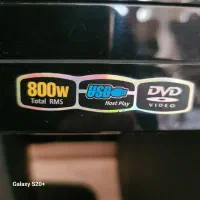 800w
Total RMS
USB
Host Play
DVD
VIDEO
Galaxy S20+